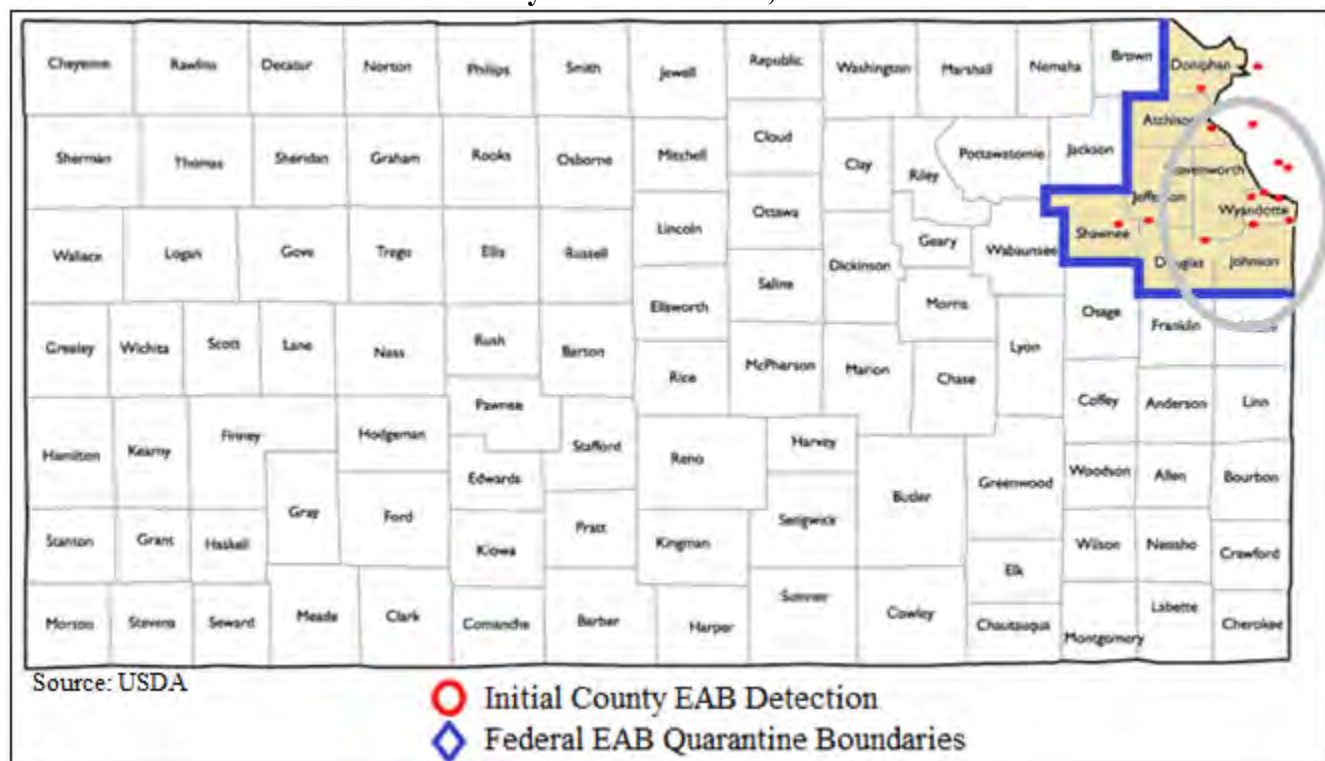 Cheyenne Rawlins Decatur Norton Philips Smith Jewell Republic Washington Marshall Nemaha Brown Doniphan
Sherman Thomas Sheridan Graham Rooks Osborne Mitchell Cloud Clay Riley Pottawatomie Jackson Atchison
Lincoln Ottawa Jefferson venworth Wyandotte
Wallace Logan Gove Trego Ellis Russell Saline Dickinson Geary Wabaunsee Shawnee Douglas Johnson
Ellsworth Morris Osage Franklin
Greeley Wichita Scott Lane Ness Rush Barton Rice McPherson Marion Chase Lyon
Pawnee Coffey Anderson Linn
Hamilton Kearny Finney Hodgeman Stafford Reno Harvey
Edwards Butler Greenwood Woodson Allen Bourbon
Gray Ford Pratt Sedgwick
Stanton Grant Haskell Kiowa Kingman Elk Wilson Neosho Crawford
Morton Stevens Seward Meade Clark Comanche Barber Harper Sumner Cowley Chautauqua Montgomery Labette Cherokee
Source: USDA
Initial County EAB Detection
Federal EAB Quarantine Boundaries